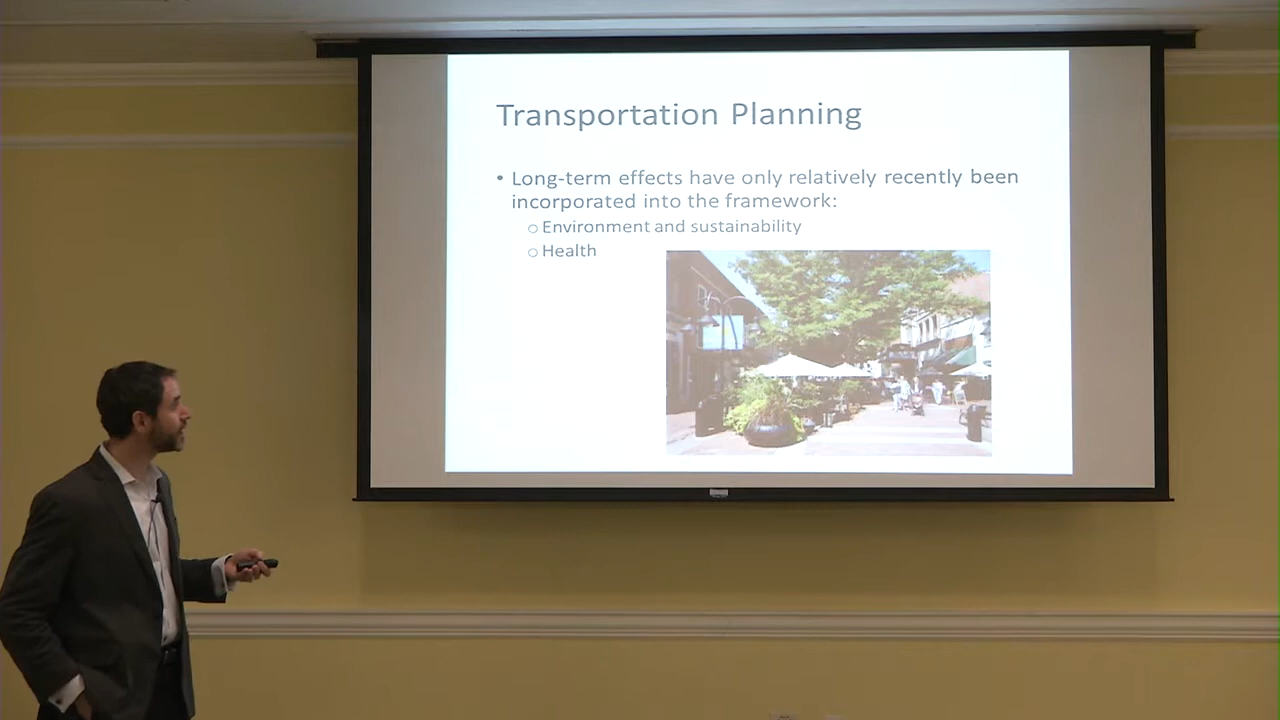 Transportation Planning
• Long-term effects have only relatively recently been
incorporated into the framework:
○ Environment and sustainability
○ Health